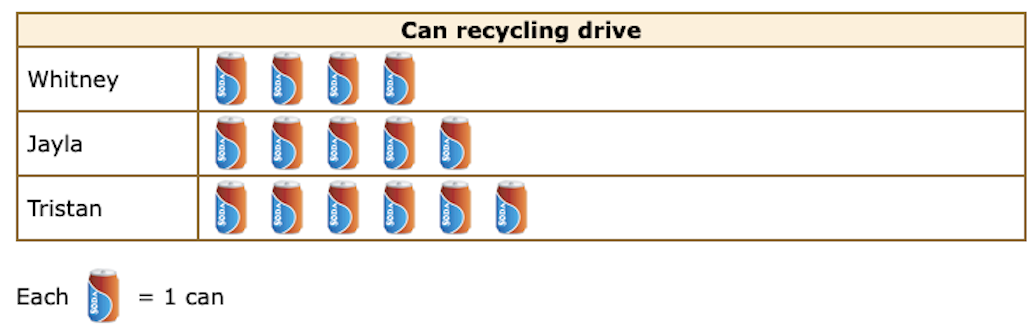 Can recycling drive
Whitney
SODA SODA SODA SODA
Jayla
SODA SODA SODA SODA SODA
Tristan
SODA SODA SODA SODA SODA SODA
Each SODA = 1 can